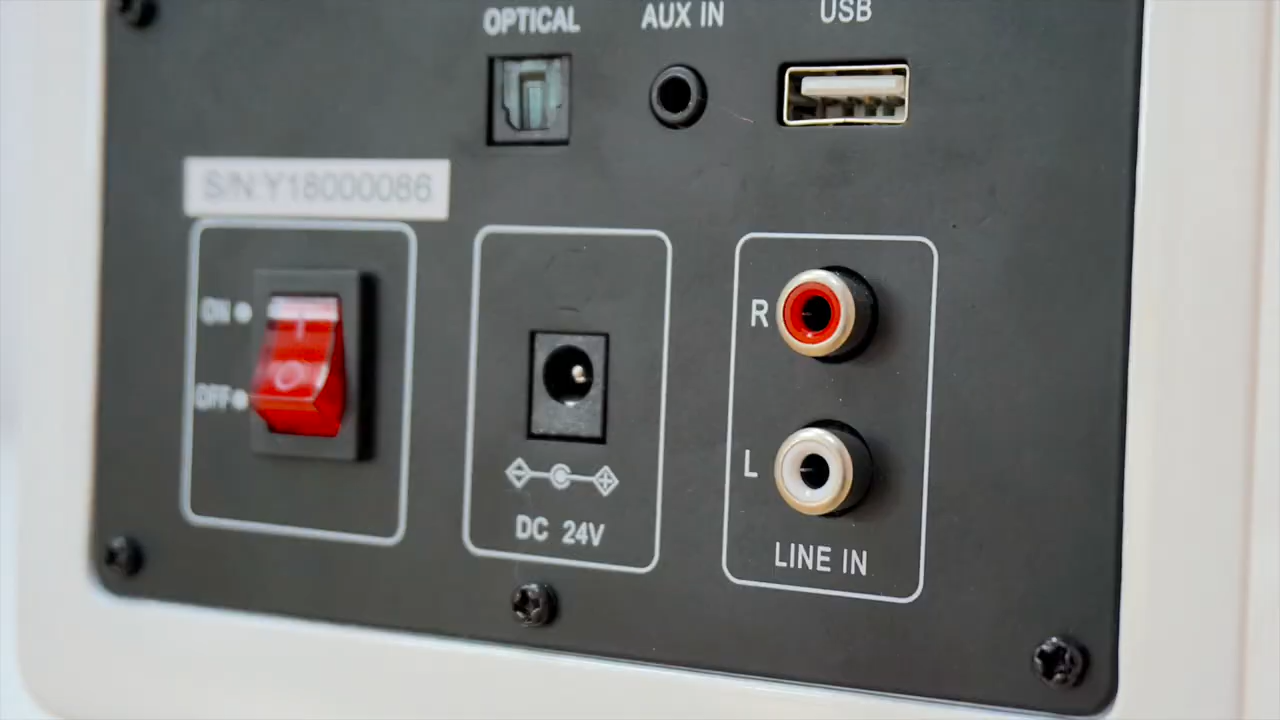 OPTICAL
AUX IN
USB
S/N:Y18000086
ON
OFF
DC 24V
R
L
LINE IN